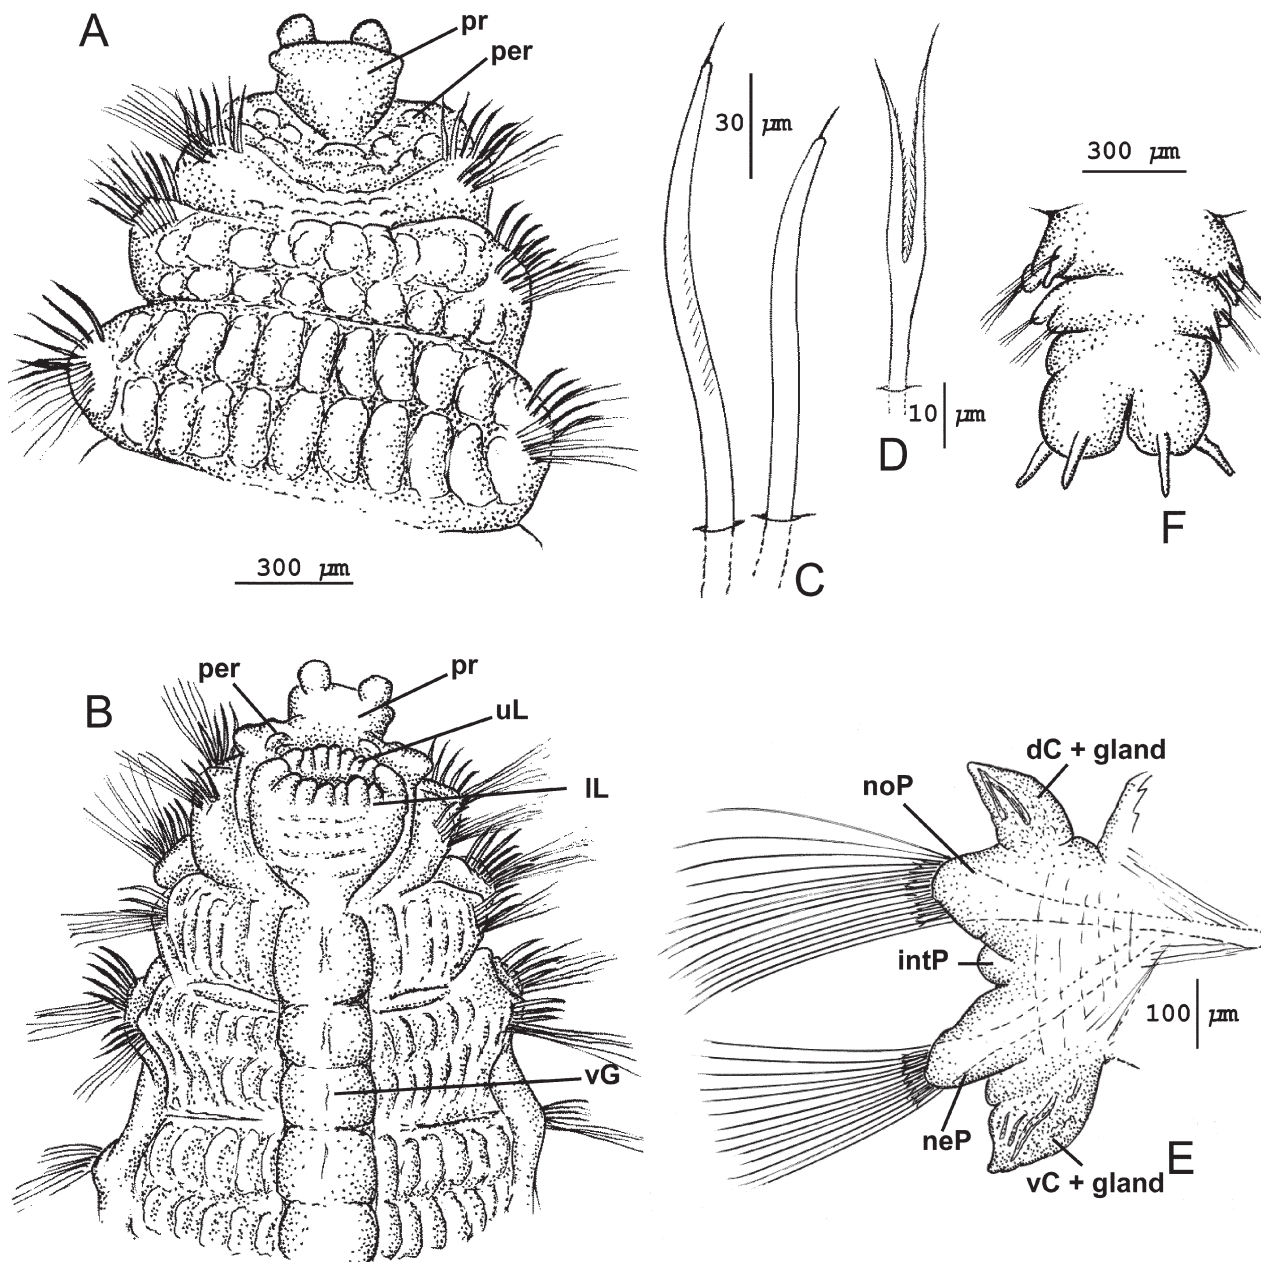 A
pr
per
300 µm
30 µm
C
10 µm
D
300 µm
F
B
per
pr
uL
lL
vG
dC + gland
noP
intP
100 µm
neP
vC + gland
E